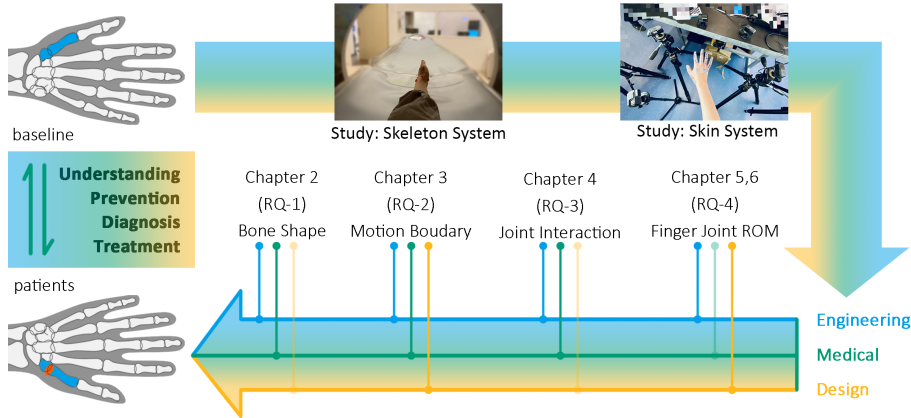 baseline
Study: Skeleton System
Study: Skin System
Understanding
Prevention
Diagnosis
Treatment
patients
Chapter 2
(RQ-1)
Bone Shape
Chapter 3
(RQ-2)
Motion Boudary
Chapter 4
(RQ-3)
Joint Interaction
Chapter 5,6
(RQ-4)
Finger Joint ROM
Engineering
Medical
Design